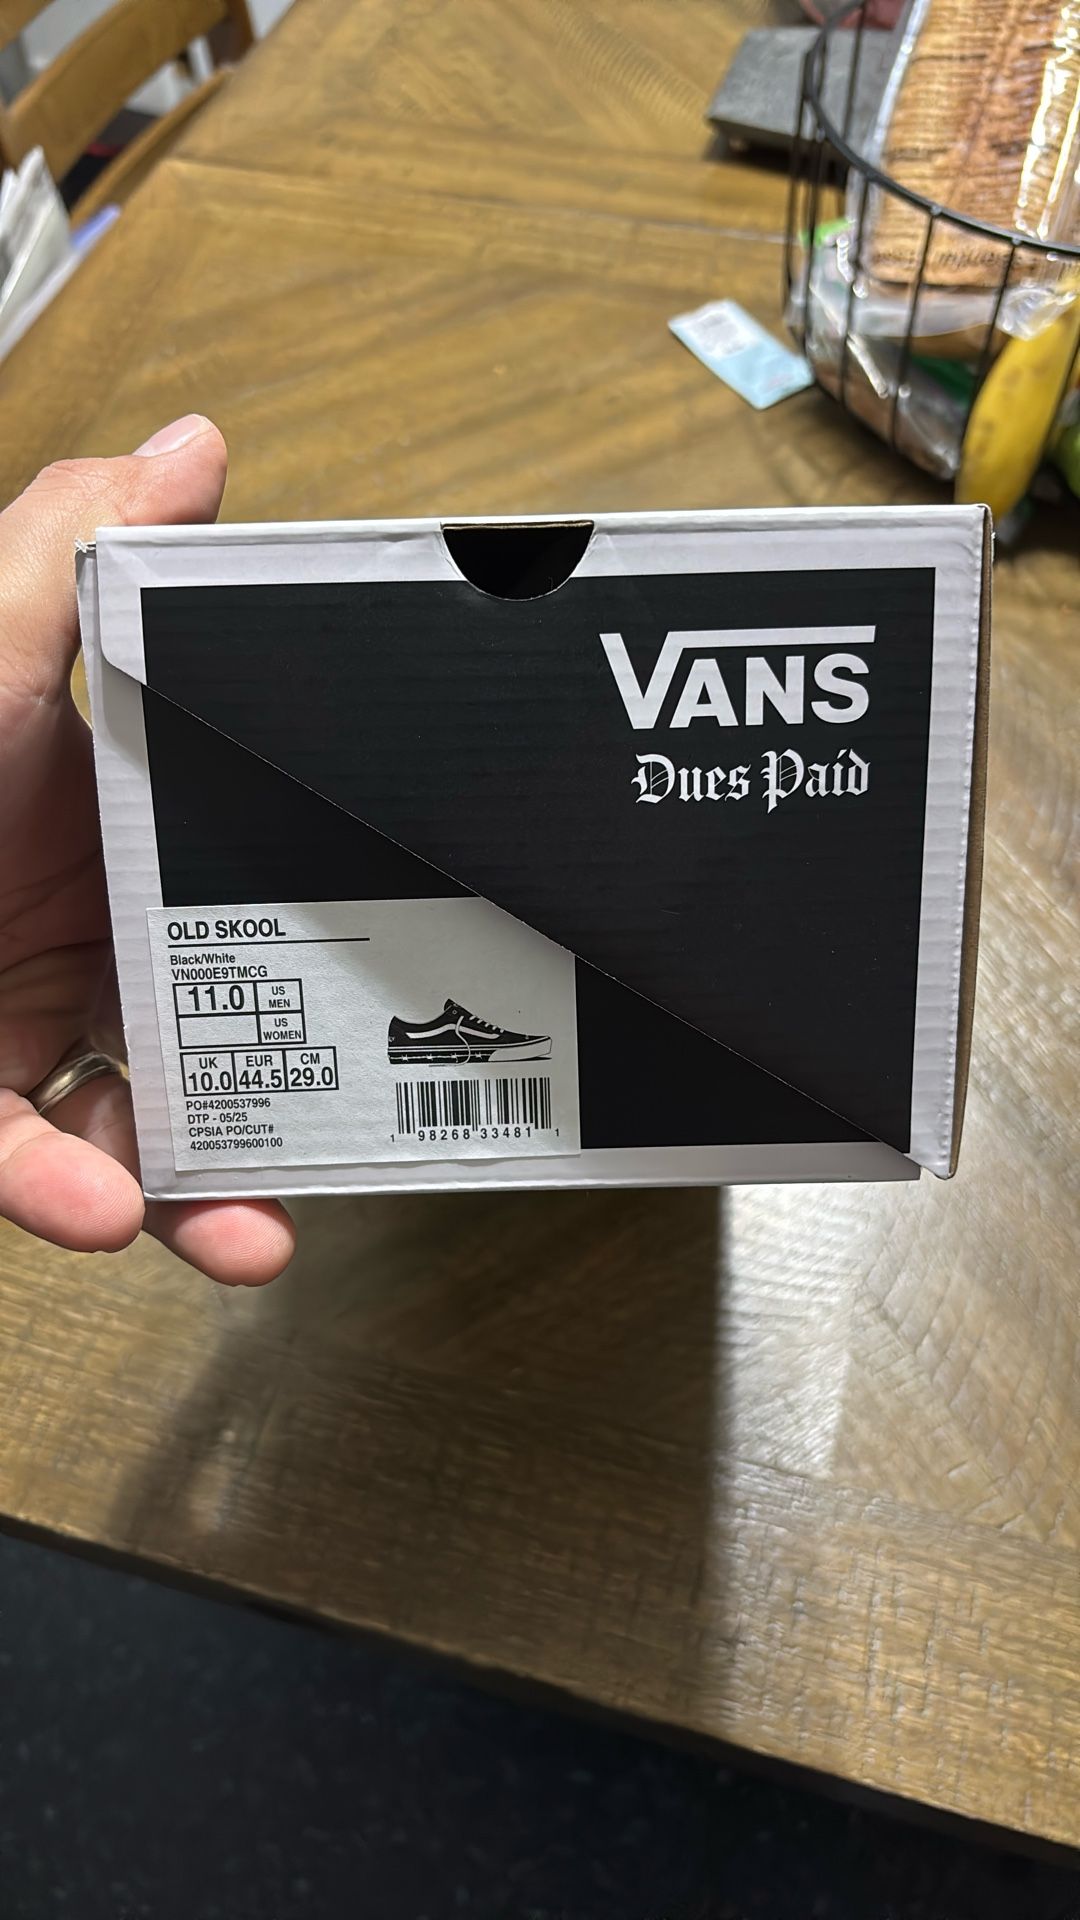 VANS
Dues Paid
OLD SKOOL
Black/White
VN000E9TMCG
11.0 US MEN
US WOMEN
UK EUR CM
10.0 44.5 29.0
PO#4200537996
DTP - 05/25
CPSIA PO/CUT#
420053799600100
1 98268 33481 1